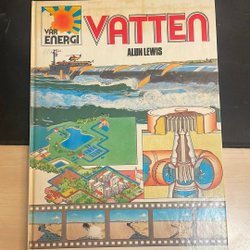 VÅR
ENERGI
VATTEN
ALUN LEWIS